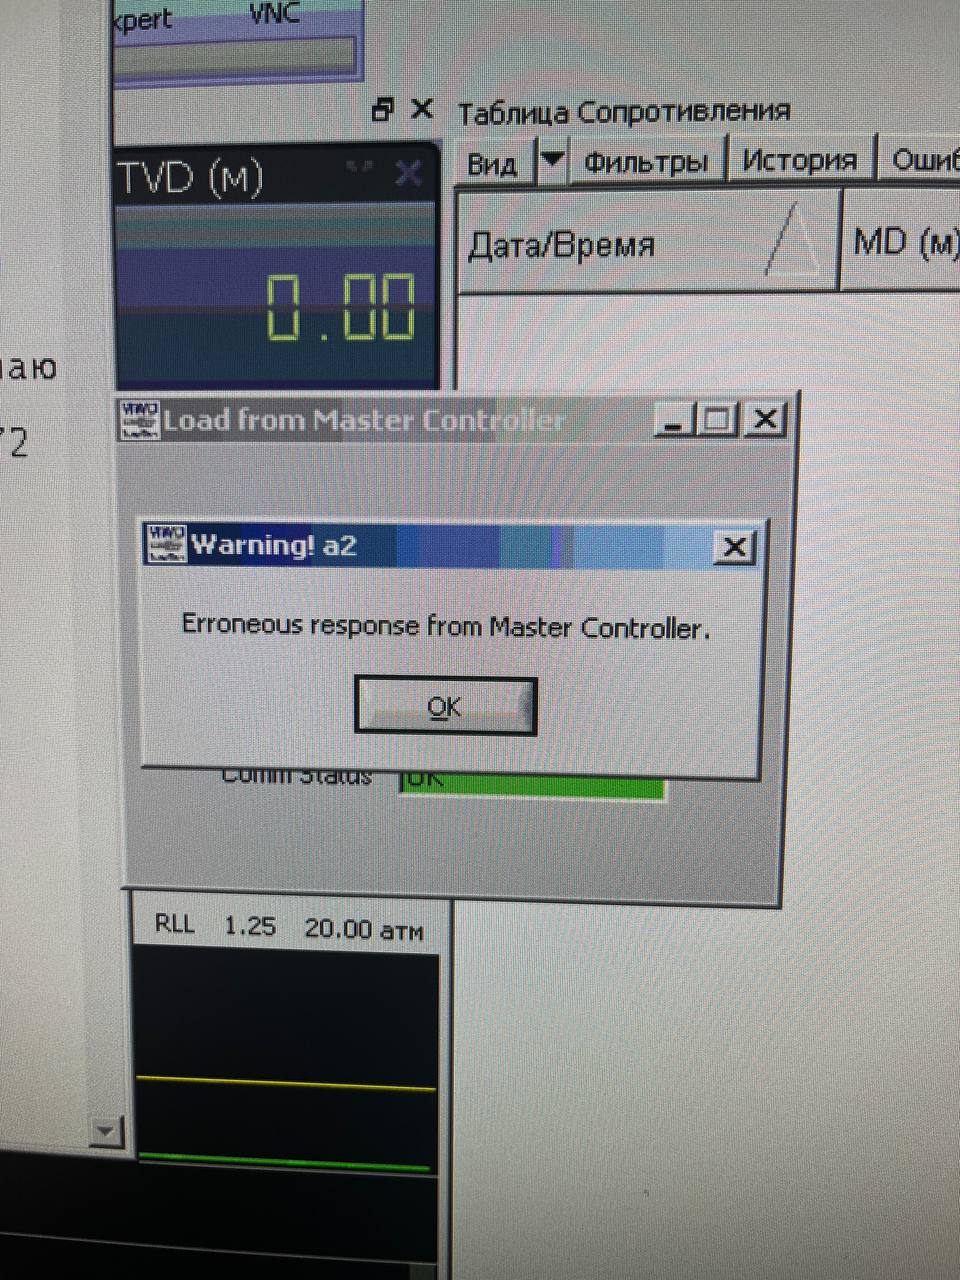 xpert VNC
Таблица Сопротивления
Вид Фильтры История Ошиб
TVD (м)
Дата/Время MD (м)
0.00
аю
72
Load from Master Controller
Warning! a2
Erroneous response from Master Controller.
OK
Comm Status OK
RLL 1.25 20.00 атм